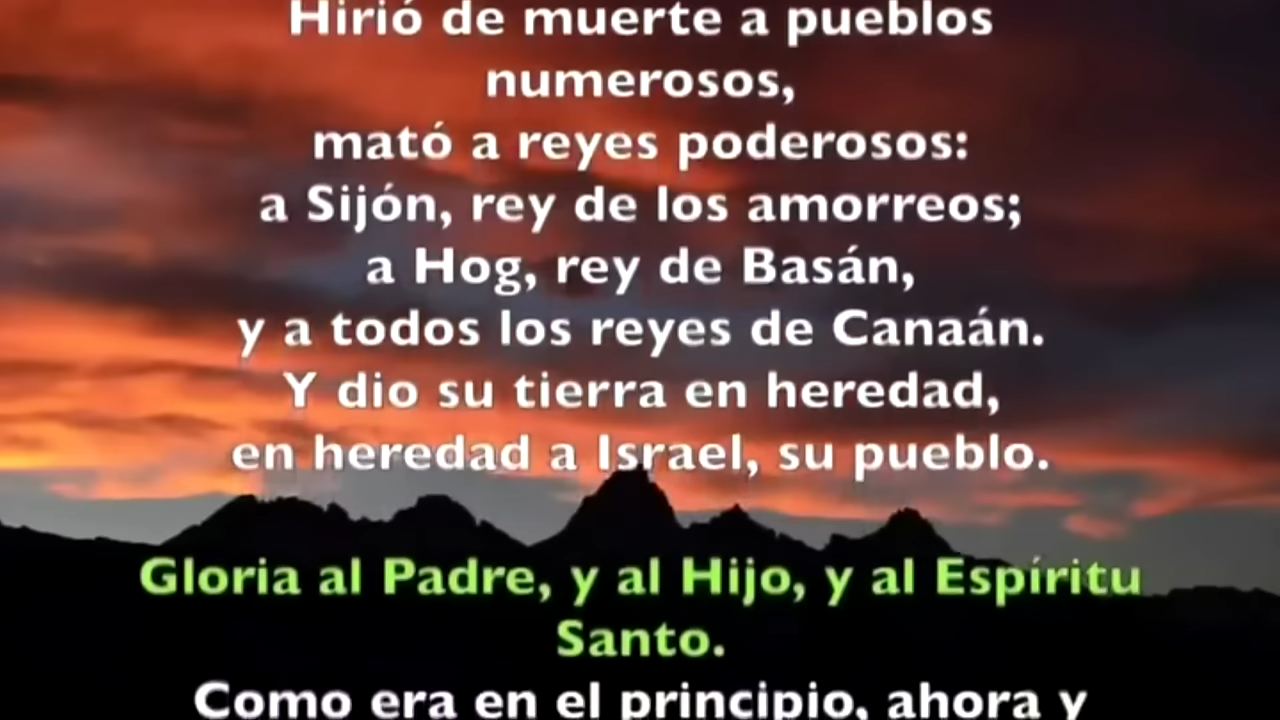 Hirió de muerte a pueblos
numerosos,
mató a reyes poderosos:
a Sijón, rey de los amorreos;
a Hog, rey de Basán,
y a todos los reyes de Canaán.
Y dio su tierra en heredad,
en heredad a Israel, su pueblo.
Gloria al Padre, y al Hijo, y al Espíritu
Santo.
Como era en el principio, ahora y